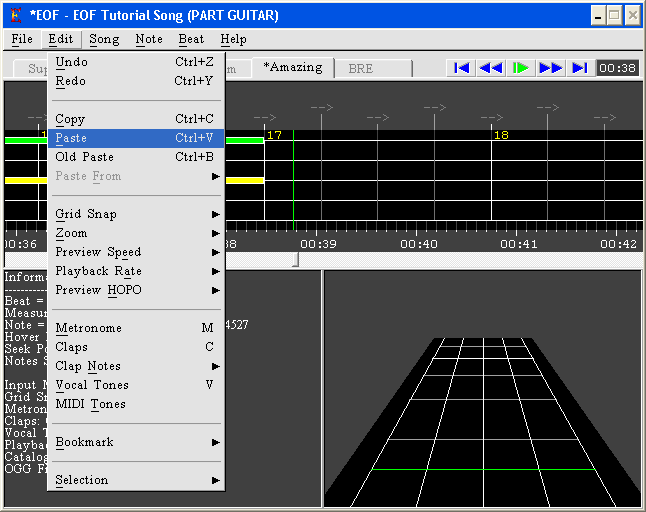 *EOF - EOF Tutorial Song (PART GUITAR)
File Edit Song Note Beat Help
Sup m *Amazing BRE 00:38
Undo Ctrl+Z
Redo Ctrl+Y
Copy Ctrl+C
Paste Ctrl+V
Old Paste Ctrl+B
Paste From
Grid Snap
Zoom
Preview Speed
Playback Rate
Preview HOPO
Metronome M
Claps C
Clap Notes
Vocal Tones V
MIDI Tones
Bookmark
Selection
--> --> --> -->
--> --> --> --> -->
17 18
00:36 38 00:39 00:40 00:41 00:42
Informa
Beat =
Measu
Note = 4527
Hover
Seek Po
Notes S
Input M
Grid Sn
Metron
Claps:
Vocal T
Playba
Catalo
OGG F